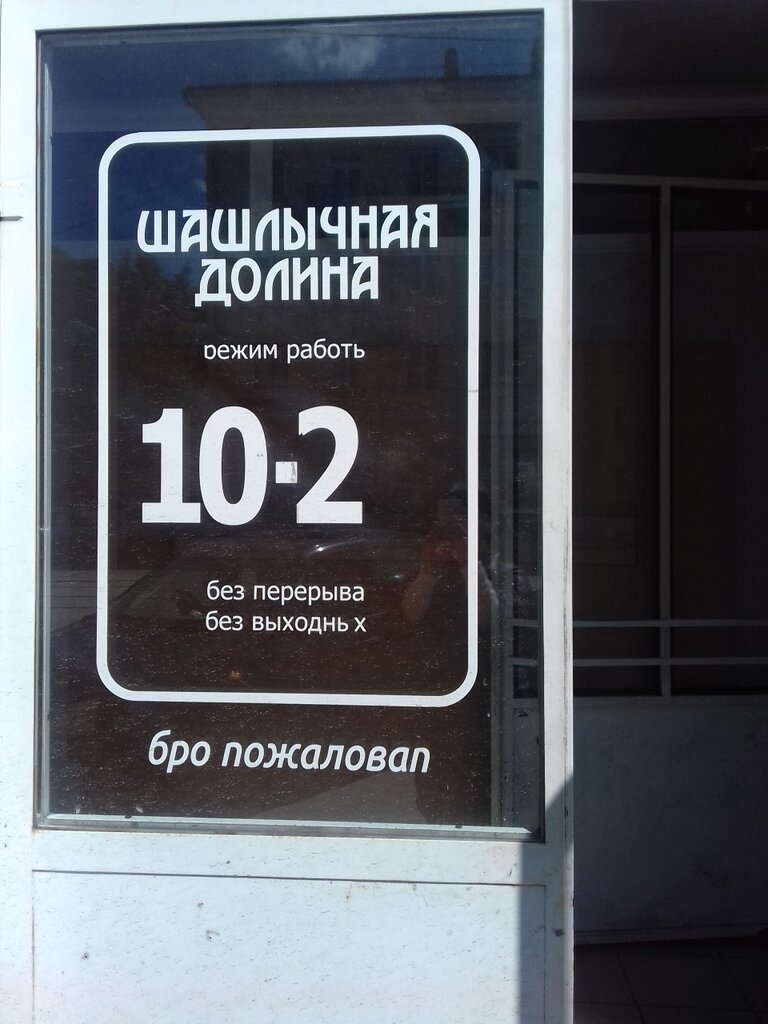 ШАШЛЫЧНАЯ
ДОЛИНА
режим работь
10-2
без перерыва
без выходнь х
бро пожаловап